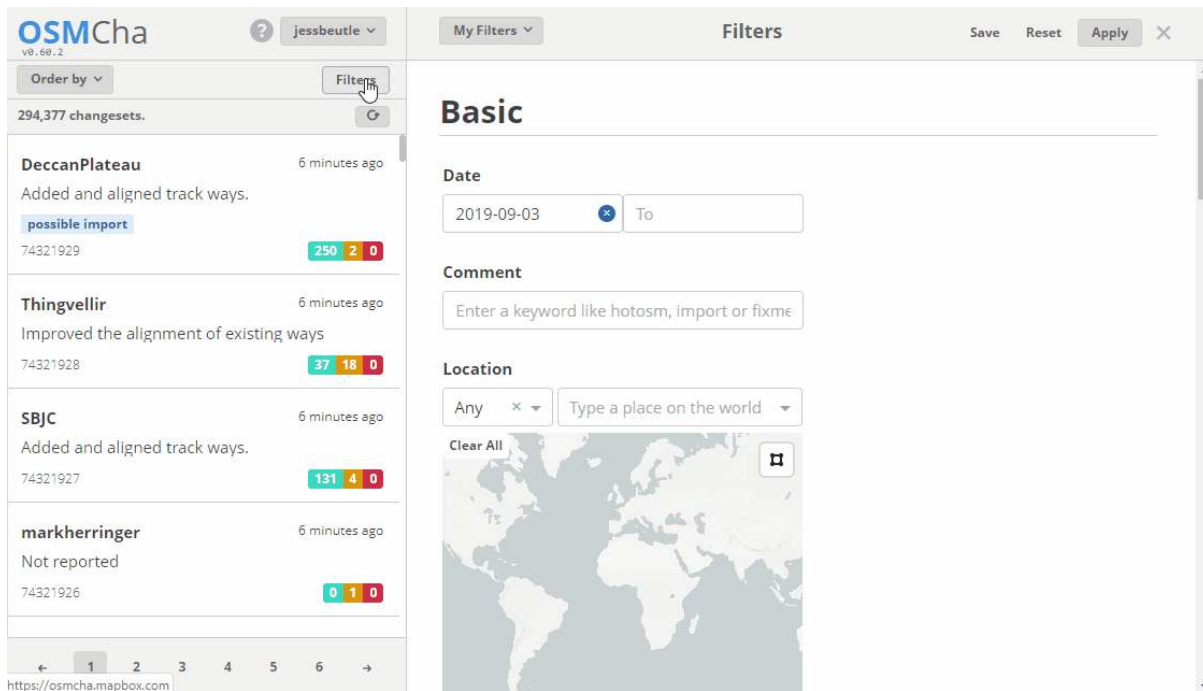 OSMCha
v0.60.2
?
jessbeutle
Order by
Filters
294,377 changesets.
DeccanPlateau
6 minutes ago
Added and aligned track ways.
possible import
74321929
250 2 0
Thingvellir
6 minutes ago
Improved the alignment of existing ways
74321928
37 18 0
SBJC
6 minutes ago
Added and aligned track ways.
74321927
131 4 0
markherringer
6 minutes ago
Not reported
74321926
0 1 0
← 1 2 3 4 5 6 →
https://osmcha.mapbox.com
My Filters
Filters
Save
Reset
Apply
Basic
Date
2019-09-03
To
Comment
Enter a keyword like hotosm, import or fixme
Location
Any
Type a place on the world
Clear All